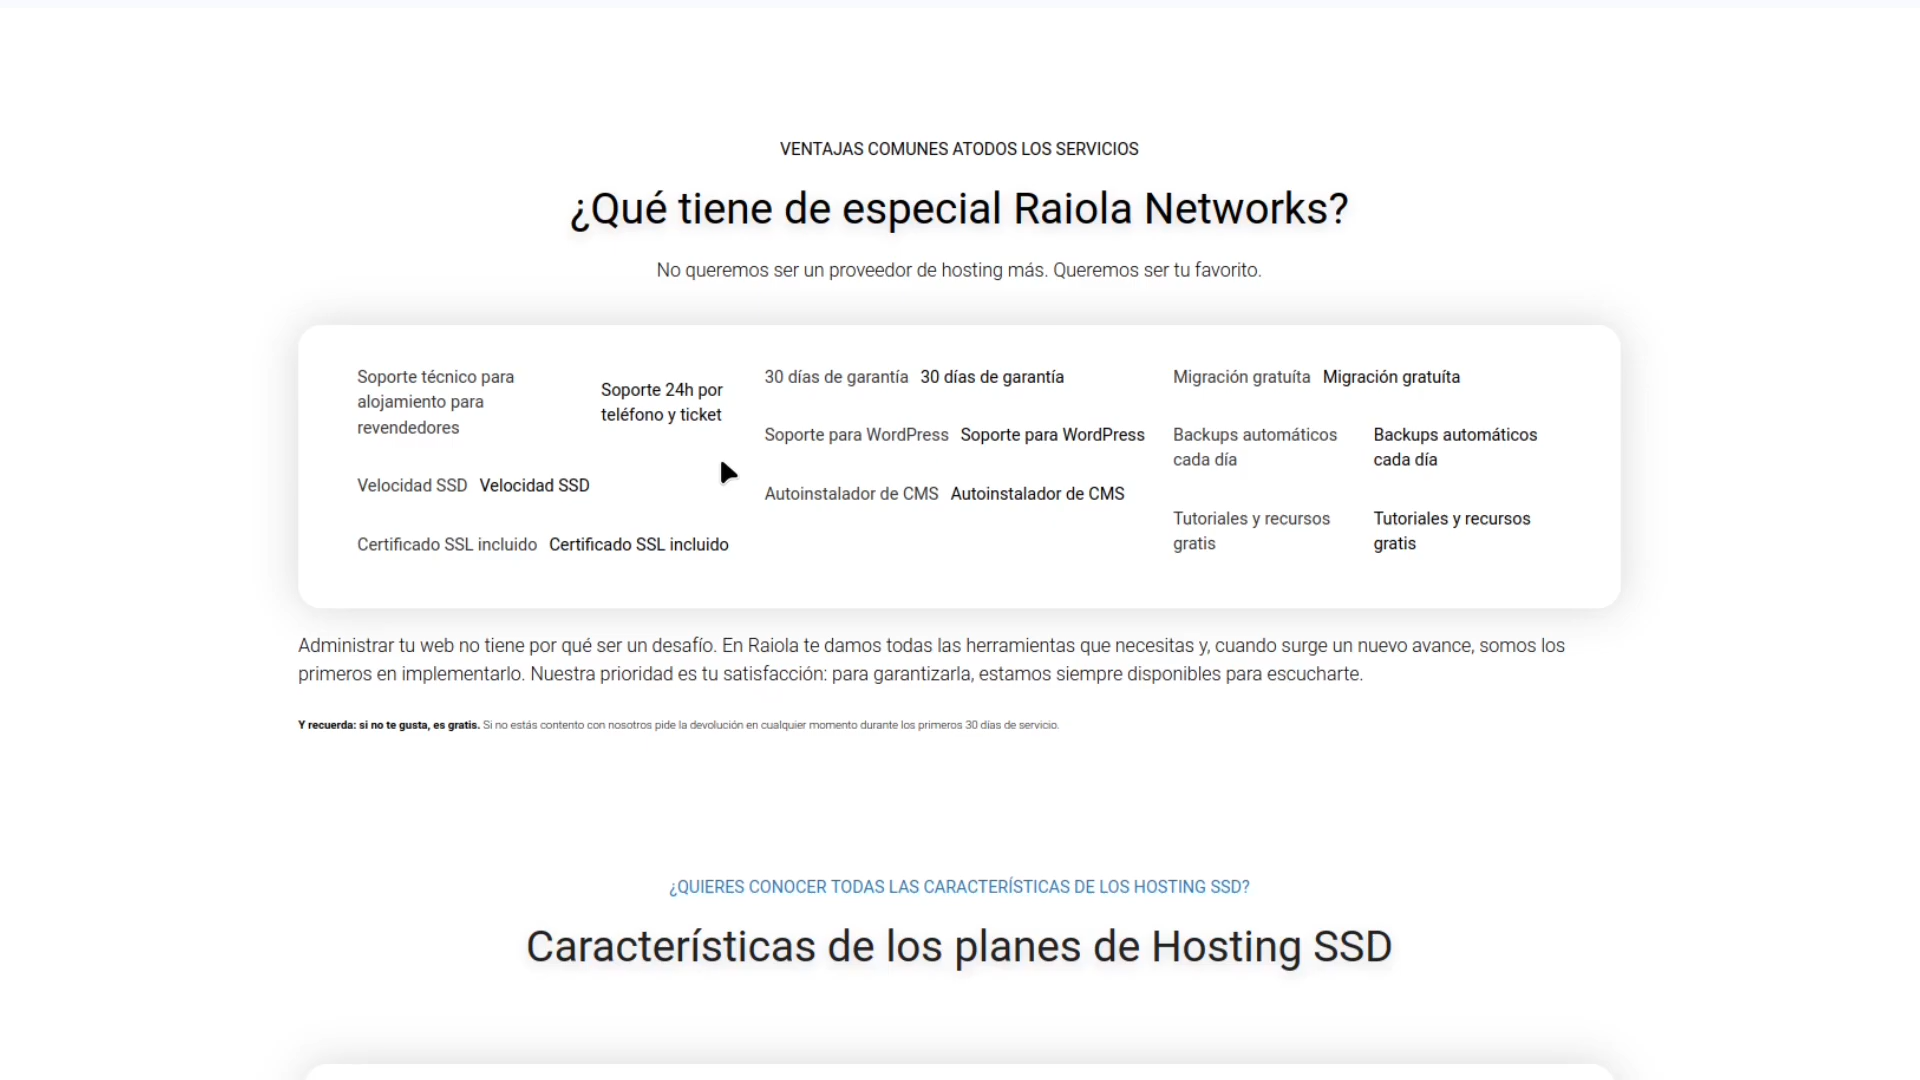 VENTAJAS COMUNES ATODOS LOS SERVICIOS
¿Qué tiene de especial Raiola Networks?
No queremos ser un proveedor de hosting más. Queremos ser tu favorito.
Soporte técnico para
alojamiento para
revendedores
Soporte 24h por
teléfono y ticket
Velocidad SSD Velocidad SSD
Certificado SSL incluido Certificado SSL incluido
30 días de garantía 30 días de garantía
Soporte para WordPress Soporte para WordPress
Autoinstalador de CMS Autoinstalador de CMS
Migración gratuíta Migración gratuíta
Backups automáticos
cada día
Backups automáticos
cada día
Tutoriales y recursos
gratis
Tutoriales y recursos
gratis
Administrar tu web no tiene por qué ser un desafío. En Raiola te damos todas las herramientas que necesitas y, cuando surge un nuevo avance, somos los
primeros en implementarlo. Nuestra prioridad es tu satisfacción: para garantizarla, estamos siempre disponibles para escucharte.
Y recuerda: si no te gusta, es gratis. Si no estás contento con nosotros pide la devolución en cualquier momento durante los primeros 30 días de servicio.
¿QUIERES CONOCER TODAS LAS CARACTERÍSTICAS DE LOS HOSTING SSD?
Características de los planes de Hosting SSD